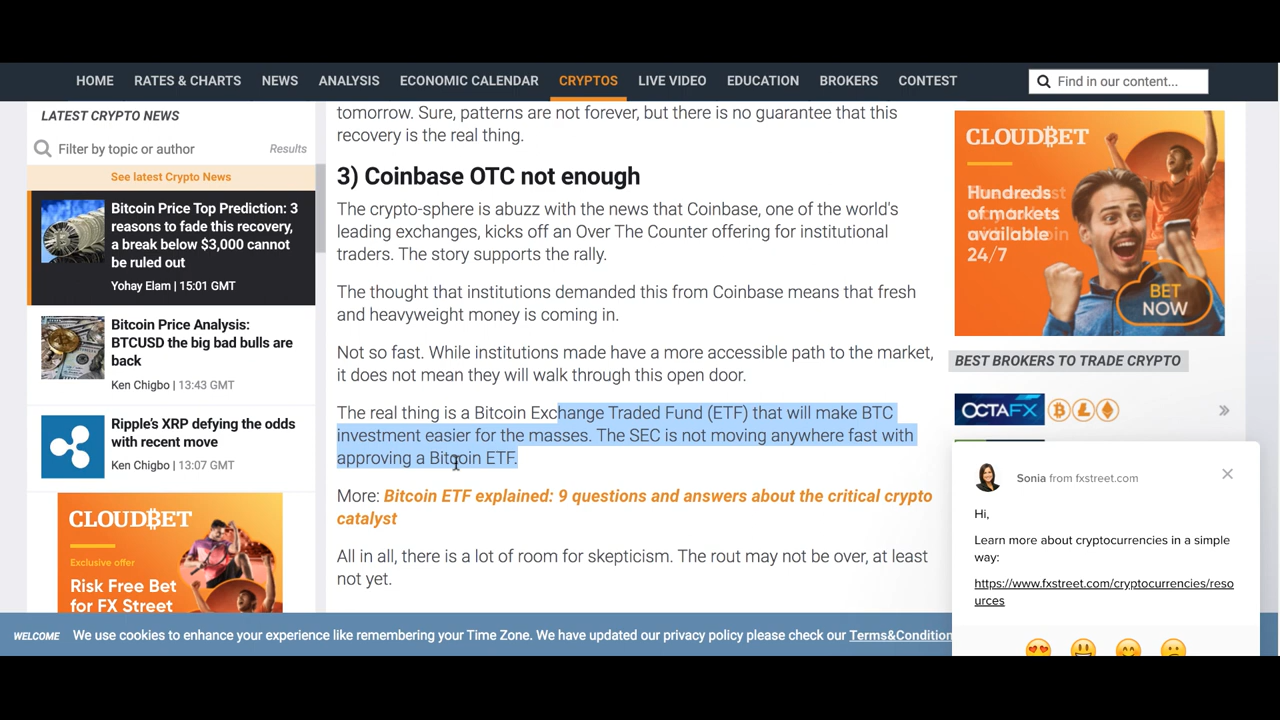 HOME RATES & CHARTS NEWS ANALYSIS ECONOMIC CALENDAR CRYPTOS LIVE VIDEO EDUCATION BROKERS CONTEST Find in our content...
LATEST CRYPTO NEWS
Filter by topic or author Results
See latest Crypto News
Bitcoin Price Top Prediction: 3
reasons to fade this recovery,
a break below $3,000 cannot
be ruled out
Yohay Elam | 15:01 GMT
Bitcoin Price Analysis:
BTCUSD the big bad bulls are
back
Ken Chigbo | 13:43 GMT
Ripple's XRP defying the odds
with recent move
Ken Chigbo | 13:07 GMT
CLOUDBET
Exclusive offer
Risk Free Bet
for FX Street
tomorrow. Sure, patterns are not forever, but there is no guarantee that this
recovery is the real thing.
3) Coinbase OTC not enough
The crypto-sphere is abuzz with the news that Coinbase, one of the world's
leading exchanges, kicks off an Over The Counter offering for institutional
traders. The story supports the rally.
The thought that institutions demanded this from Coinbase means that fresh
and heavyweight money is coming in.
Not so fast. While institutions made have a more accessible path to the market,
it does not mean they will walk through this open door.
The real thing is a Bitcoin Exchange Traded Fund (ETF) that will make BTC
investment easier for the masses. The SEC is not moving anywhere fast with
approving a Bitcoin ETF.
More: Bitcoin ETF explained: 9 questions and answers about the critical crypto
catalyst
All in all, there is a lot of room for skepticism. The rout may not be over, at least
not yet.
CLOUDBET
Hundreds
of markets
available
24/7
BET
NOW
BEST BROKERS TO TRADE CRYPTO
OCTAFX
Sonia from fxstreet.com
Hi,
Learn more about cryptocurrencies in a simple
way:
https://www.fxstreet.com/cryptocurrencies/reso
urces
WELCOME We use cookies to enhance your experience like remembering your Time Zone. We have updated our privacy policy please check our Terms&Condition